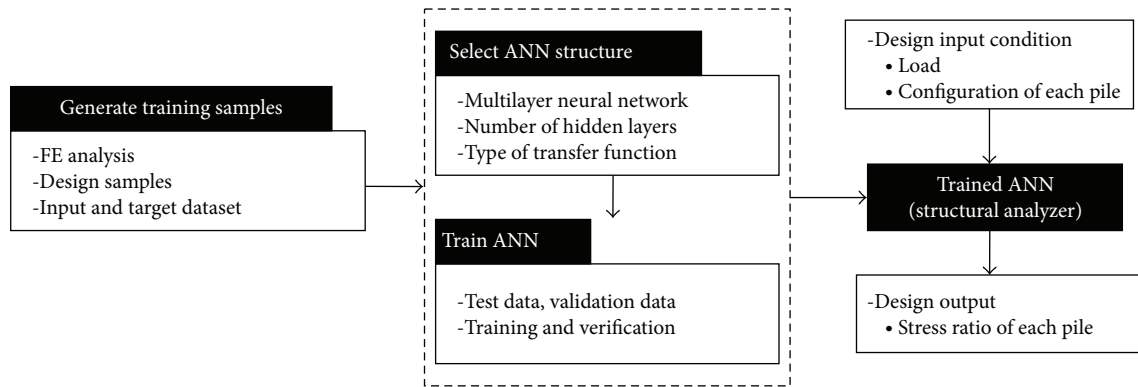 Generate training samples
-FE analysis
-Design samples
-Input and target dataset
Select ANN structure
-Multilayer neural network
-Number of hidden layers
-Type of transfer function
Train ANN
-Test data, validation data
-Training and verification
-Design input condition
• Load
• Configuration of each pile
Trained ANN
(structural analyzer)
-Design output
• Stress ratio of each pile